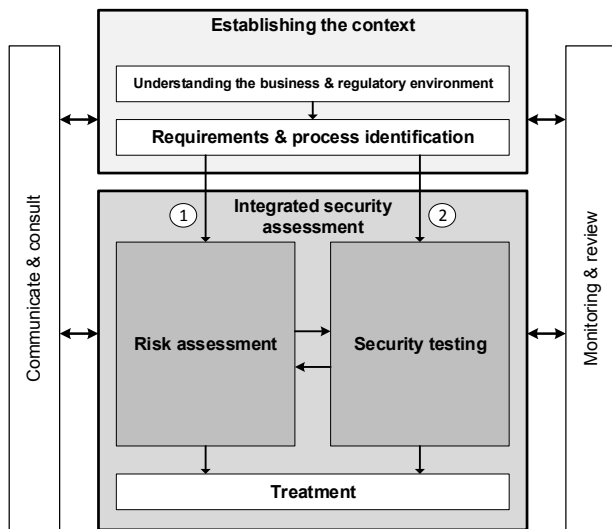 Establishing the context
Understanding the business & regulatory environment
Requirements & process identification
Communicate & consult
Monitoring & review
1
2
Integrated security
assessment
Risk assessment
Security testing
Treatment